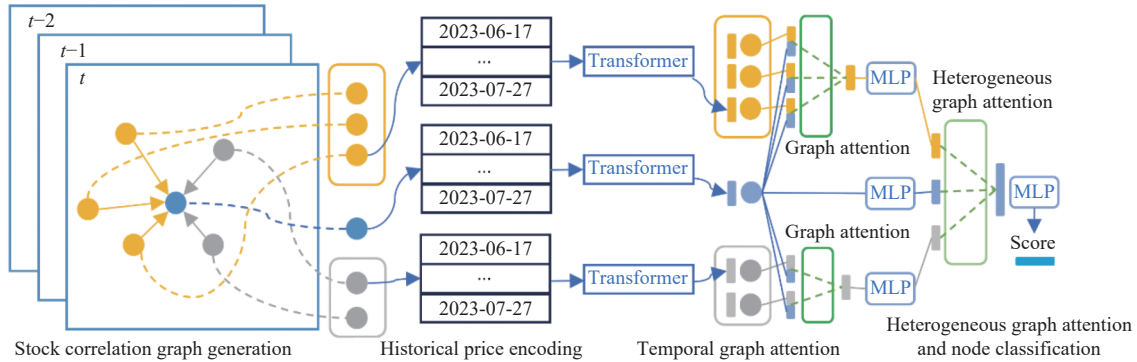 t−2
t−1
t
2023-06-17
...
2023-07-27
Transformer
2023-06-17
...
2023-07-27
Transformer
2023-06-17
...
2023-07-27
Transformer
Graph attention
Graph attention
MLP
MLP
MLP
Heterogeneous
graph attention
MLP
Score
Stock correlation graph generation
Historical price encoding
Temporal graph attention
Heterogeneous graph attention
and node classification